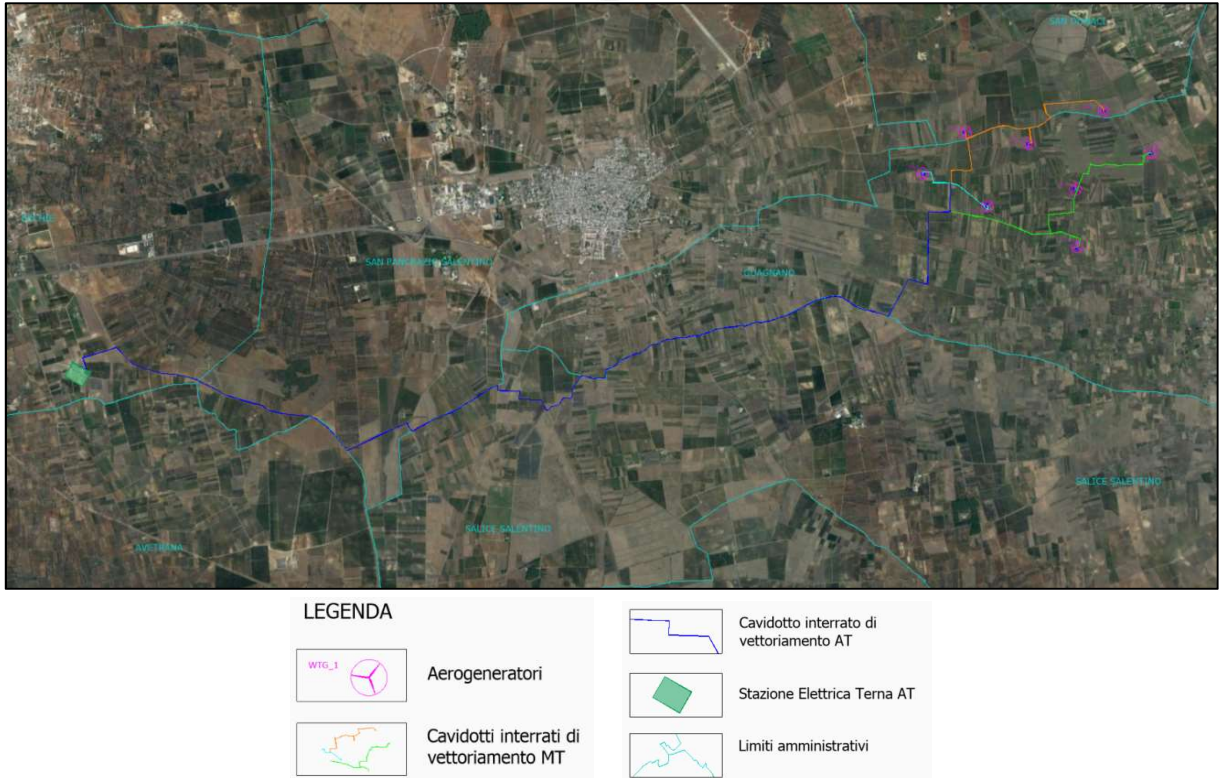 SAN DONACI
ERCHIE
SAN PANCRAZIO SALENTINO
GUAGNANO
SALICE SALENTINO
SALICE SALENTINO
AVETRANA
LEGENDA
WTG_1
Aerogeneratori
Cavidotti interrati di
vettoriamento MT
Cavidotto interrato di
vettoriamento AT
Stazione Elettrica Terna AT
Limiti amministrativi